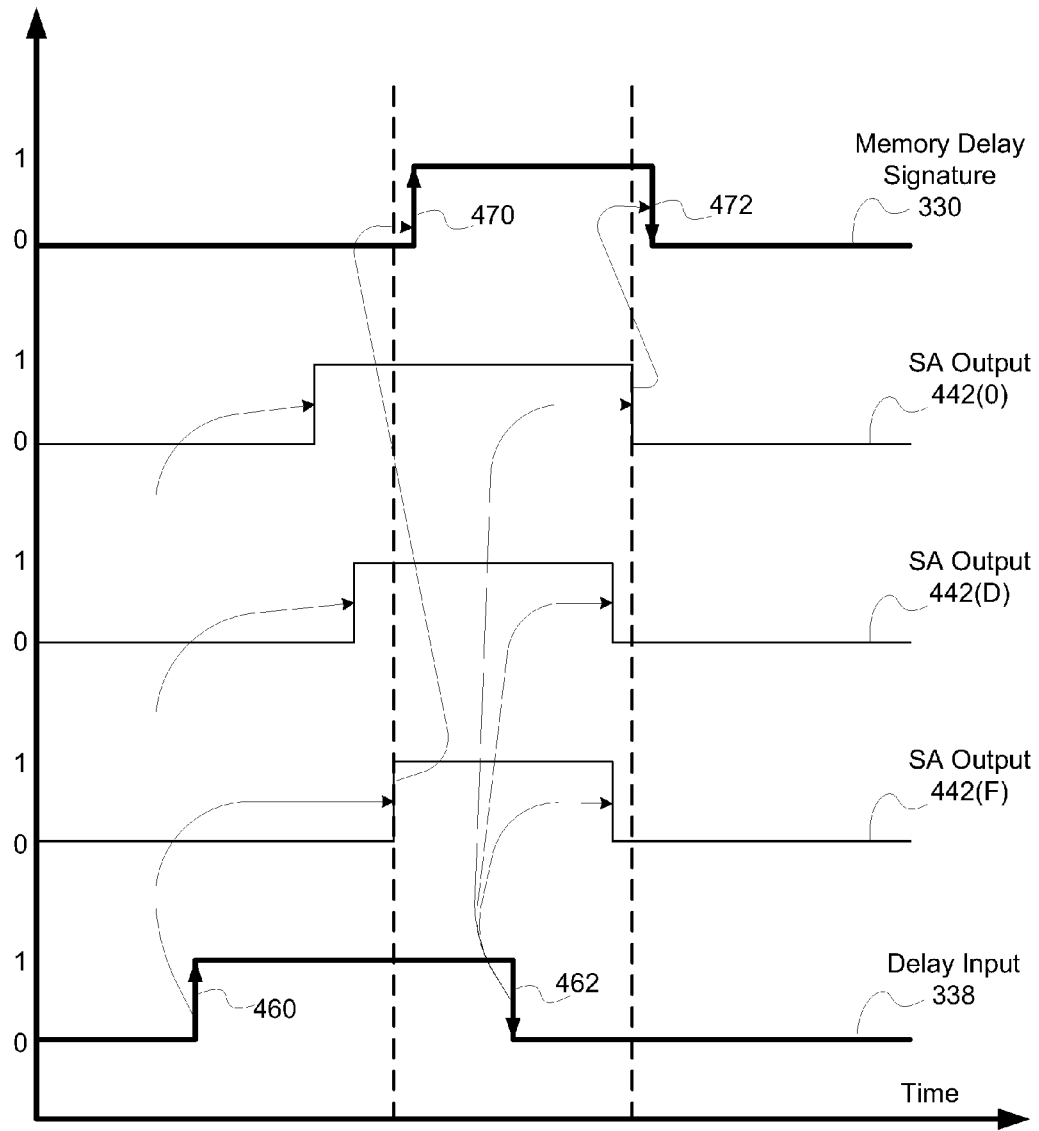 Memory Delay
Signature
330
1
0
470
472
SA Output
442(0)
1
0
SA Output
442(D)
1
0
SA Output
442(F)
1
0
Delay Input
338
1
0
460
462
Time